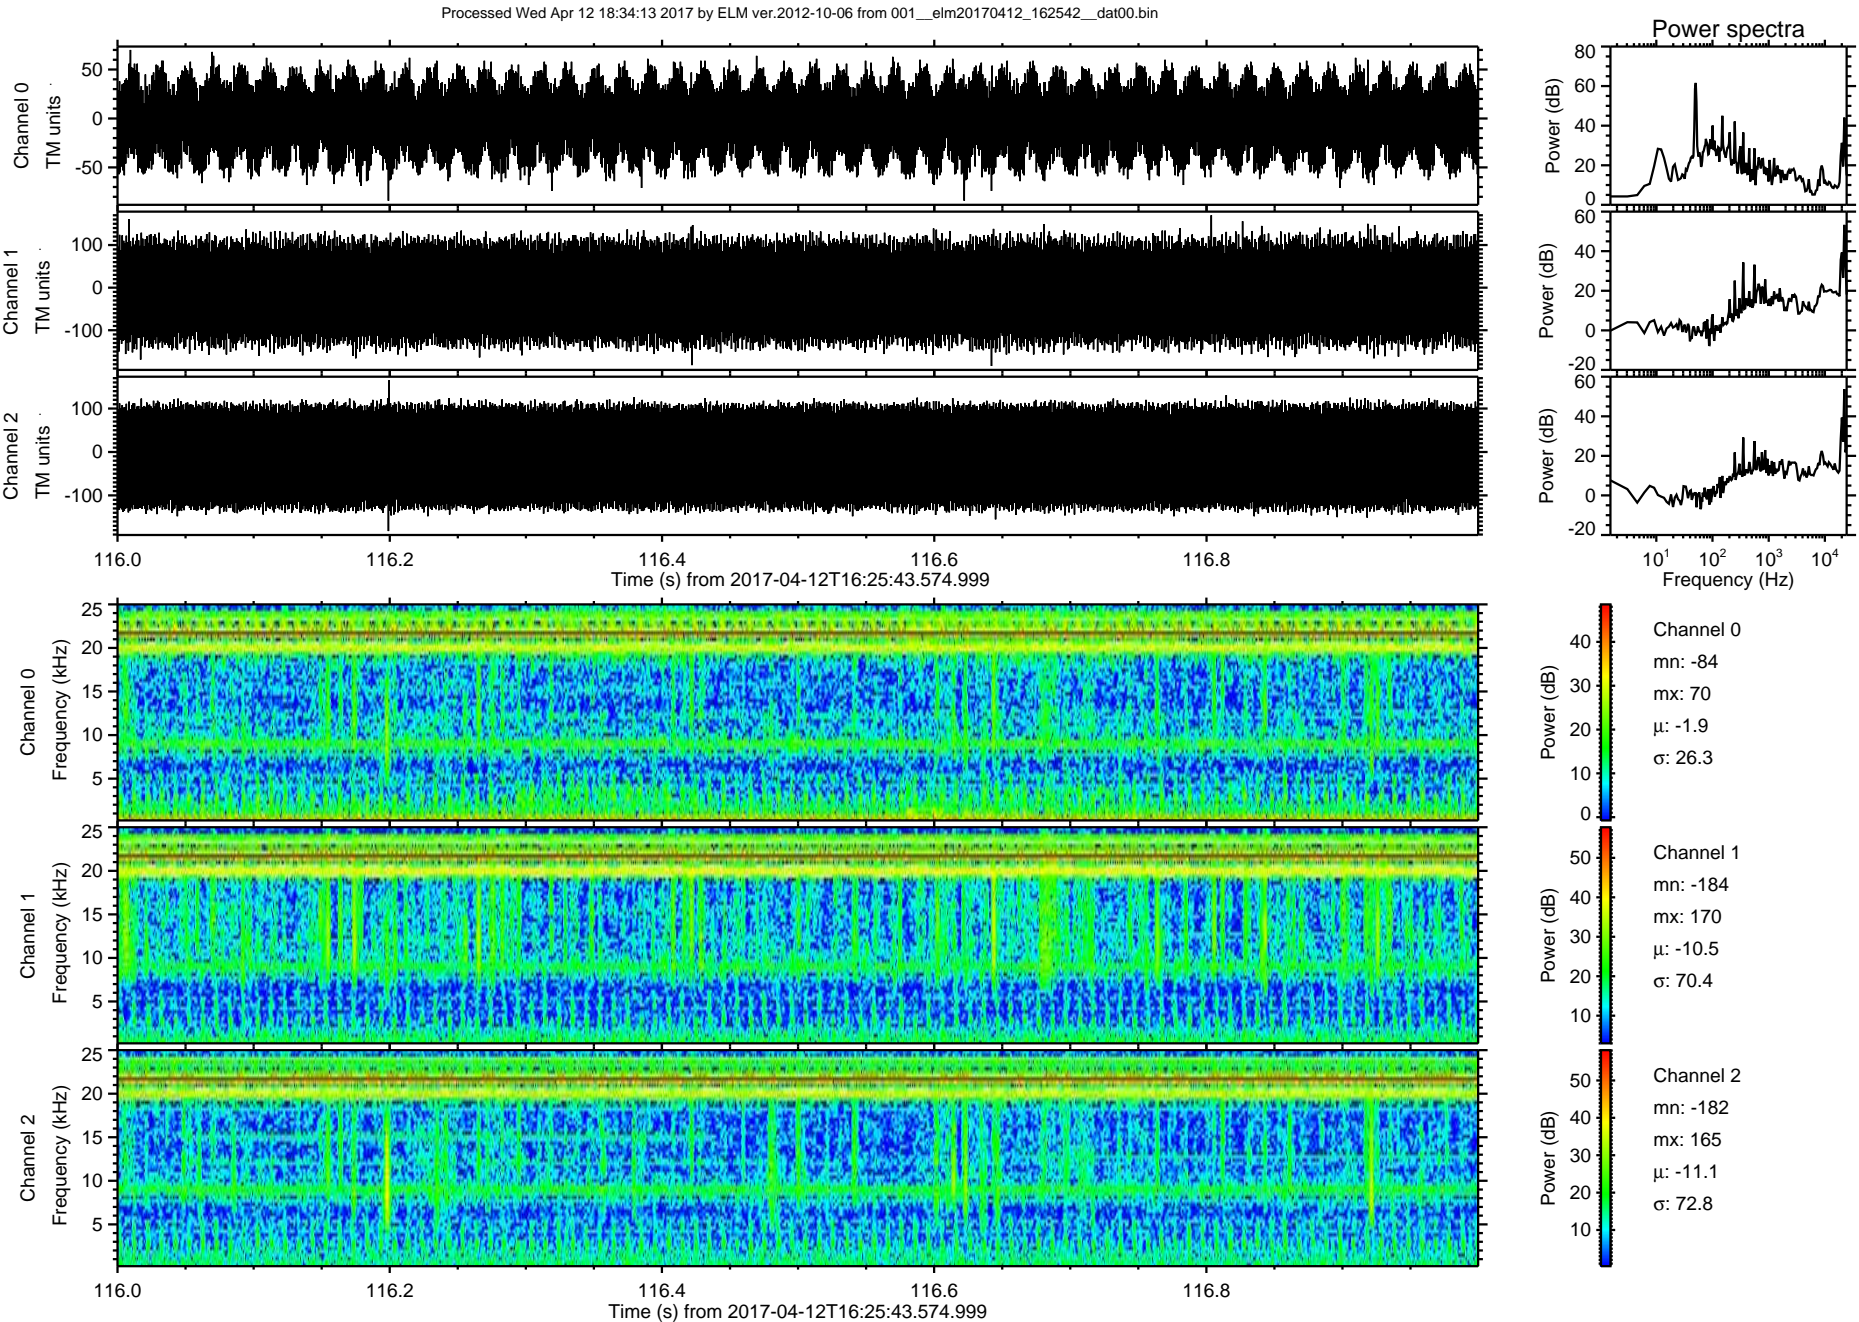 Processed Wed Apr 12 18:34:13 2017 by ELM ver.2012-10-06 from 001__elm20170412_162542__dat00.bin
Power spectra
Channel 0
TM units
50
0
-50
Power (dB)
80
60
40
20
0
Channel 1
TM units
100
0
-100
Power (dB)
60
40
20
0
-20
Channel 2
TM units
100
0
-100
Power (dB)
60
40
20
0
-20
116.0 116.2 116.4 116.6 116.8
Time (s) from 2017-04-12T16:25:43.574.999
10^1 10^2 10^3 10^4
Frequency (Hz)
Channel 0
Frequency (kHz)
25
20
15
10
5
Power (dB)
40
30
20
10
0
Channel 0
mn: -84
mx: 70
μ: -1.9
σ: 26.3
Channel 1
Frequency (kHz)
25
20
15
10
5
Power (dB)
50
40
30
20
10
Channel 1
mn: -184
mx: 170
μ: -10.5
σ: 70.4
Channel 2
Frequency (kHz)
25
20
15
10
5
Power (dB)
50
40
30
20
10
Channel 2
mn: -182
mx: 165
μ: -11.1
σ: 72.8
116.0 116.2 116.4 116.6 116.8
Time (s) from 2017-04-12T16:25:43.574.999